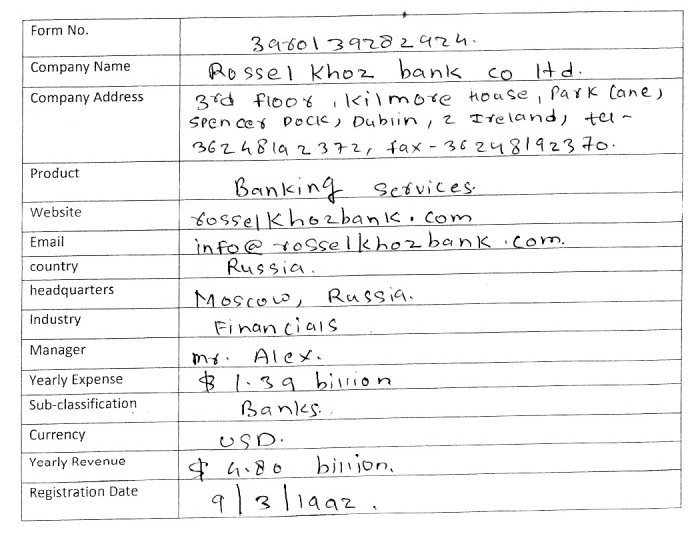 Form No. 3960139282924.
Company Name Rossel Khoz bank co ltd.
Company Address 3rd floor, Kilmore House, Park Lane,
Spencer Dock, Dublin, 2 Ireland, tel -
36248192372, fax - 36248192370.
Product Banking Services.
Website rosselkhozbank.com
Email info@rosselkhozbank.com.
country Russia.
headquarters Moscow, Russia.
Industry Financials
Manager mr. Alex.
Yearly Expense $ 1.39 billion
Sub-classification Banks.
Currency USD.
Yearly Revenue $ 4.80 billion.
Registration Date 9/3/1992.